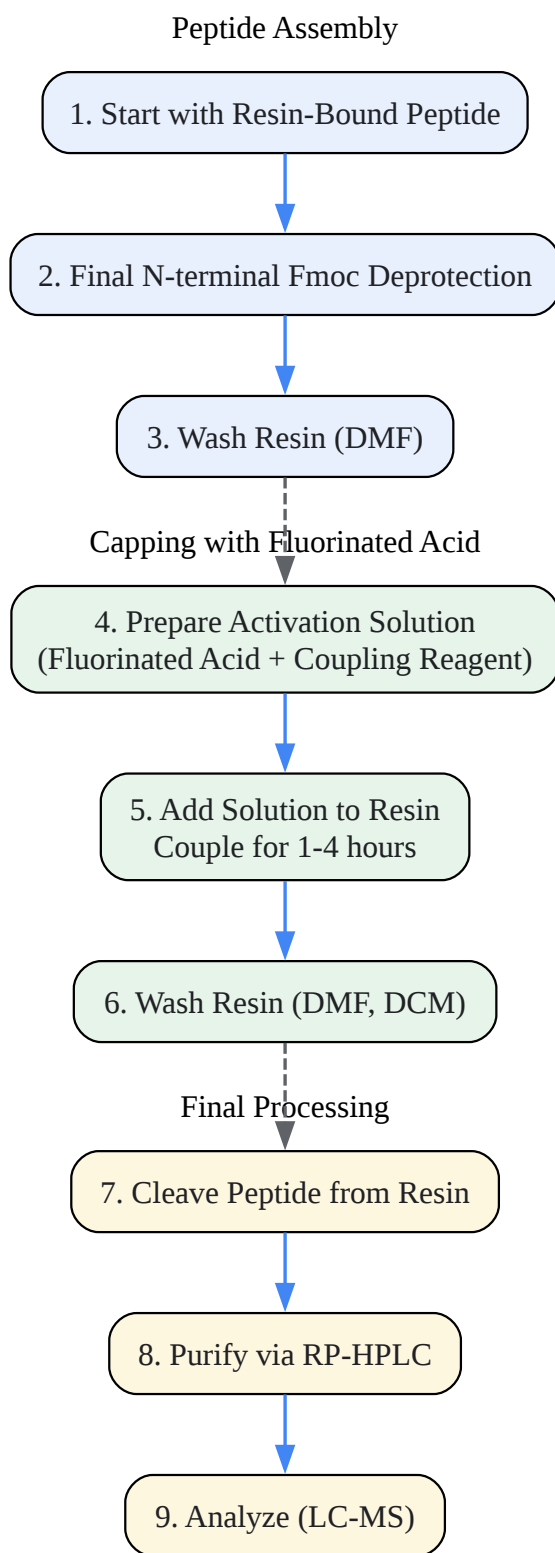 Peptide Assembly
1. Start with Resin-Bound Peptide
2. Final N-terminal Fmoc Deprotection
3. Wash Resin (DMF)
Capping with Fluorinated Acid
4. Prepare Activation Solution
(Fluorinated Acid + Coupling Reagent)
5. Add Solution to Resin
Couple for 1-4 hours
6. Wash Resin (DMF, DCM)
Final Processing
7. Cleave Peptide from Resin
8. Purify via RP-HPLC
9. Analyze (LC-MS)